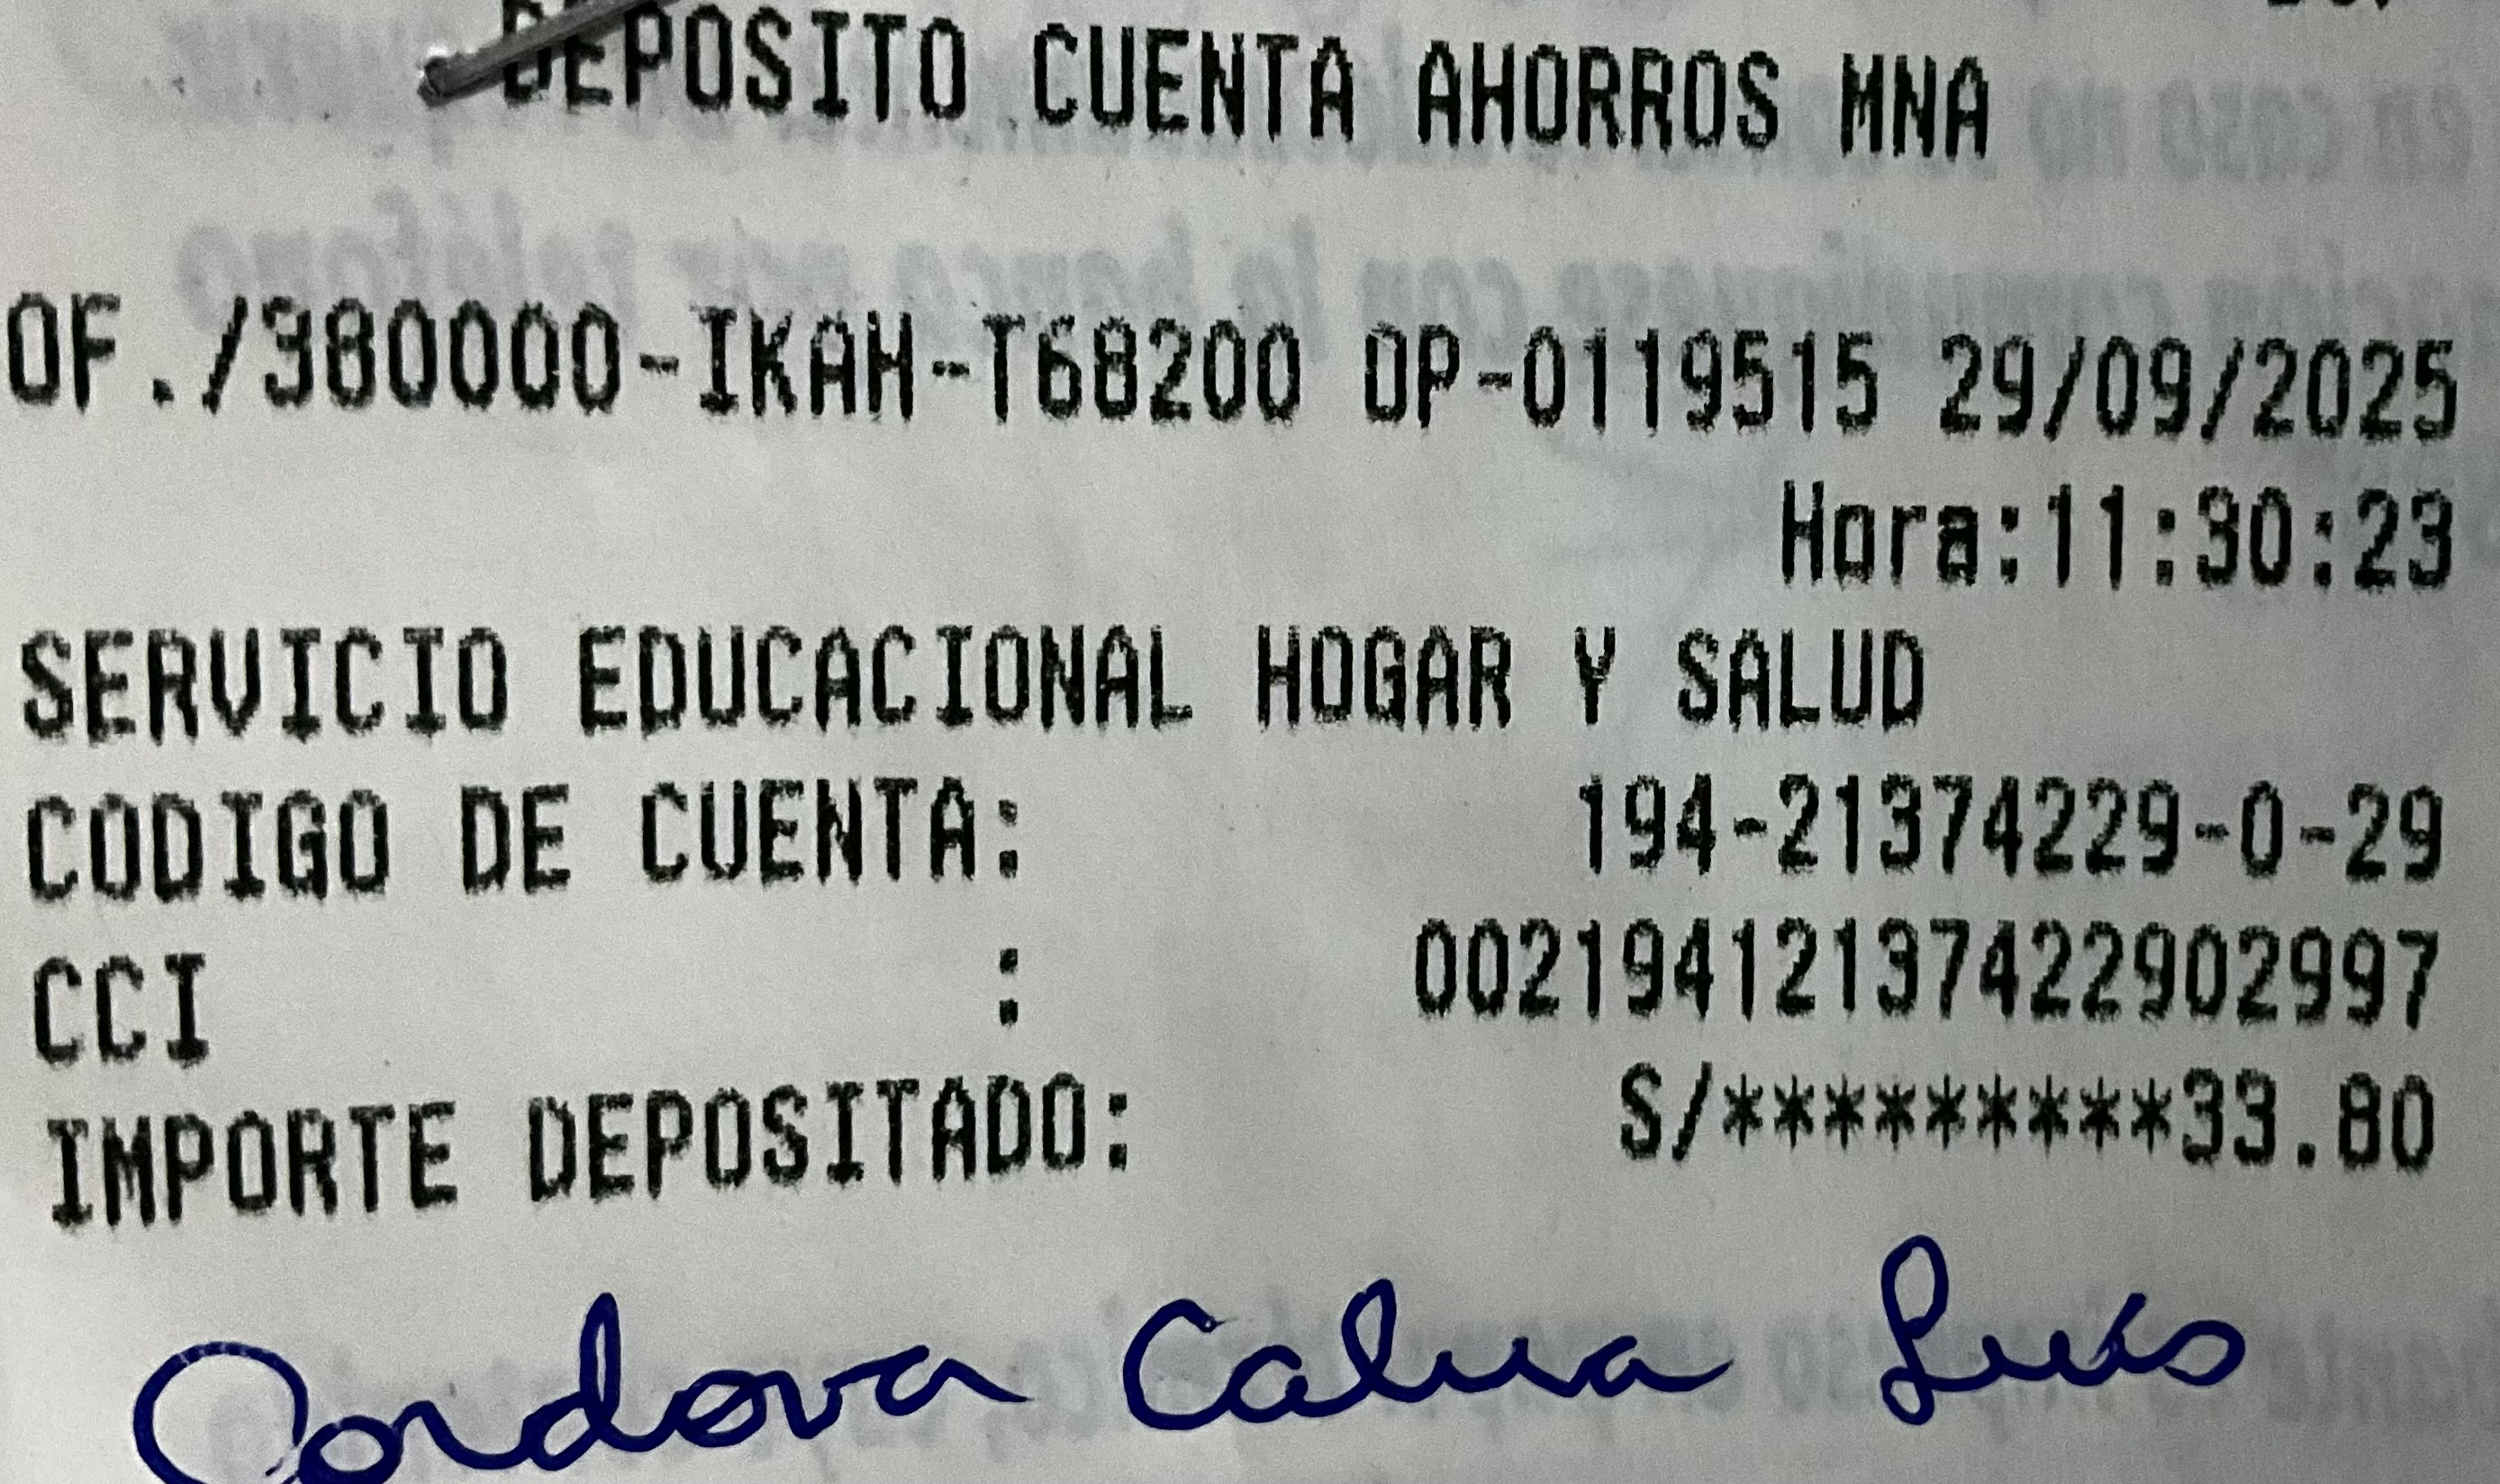 DEPOSITO CUENTA AHORROS MNA
OF./380000-IKAH-T68200 OP-0119515 29/09/2025
Hora:11:30:23
SERVICIO EDUCACIONAL HOGAR Y SALUD
CODIGO DE CUENTA: 194-21374229-0-29
CCI : 00219412137422902997
IMPORTE DEPOSITADO: S/*********33.80
Cordova Calua Luis